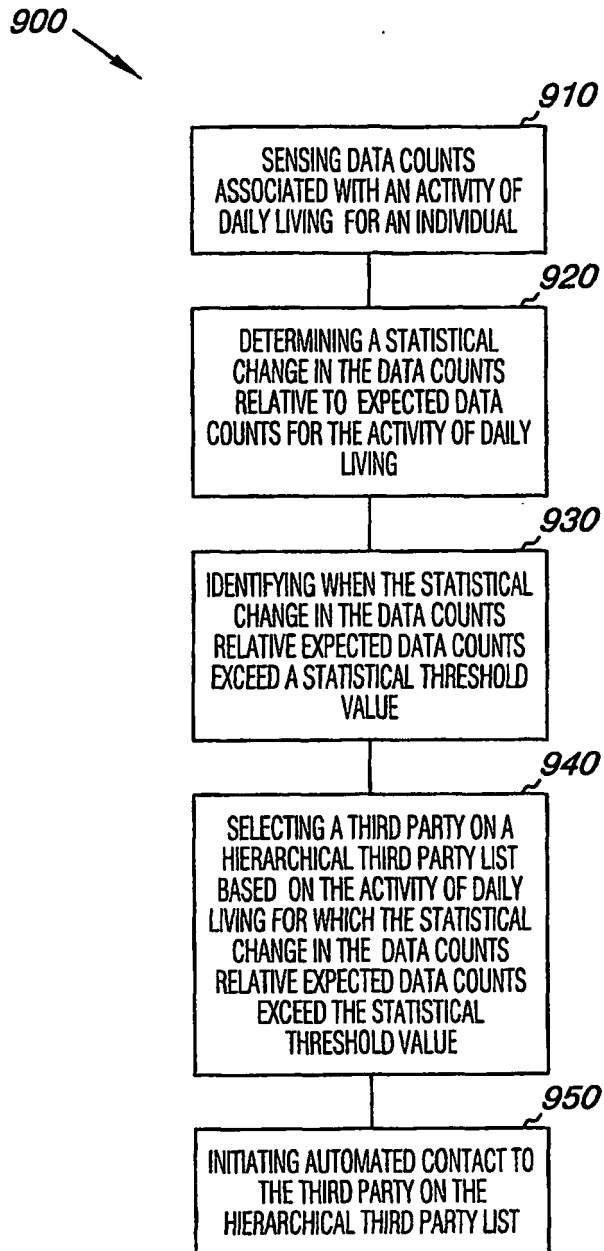 900
910
SENSING DATA COUNTS
ASSOCIATED WITH AN ACTIVITY OF
DAILY LIVING FOR AN INDIVIDUAL
920
DETERMINING A STATISTICAL
CHANGE IN THE DATA COUNTS
RELATIVE TO EXPECTED DATA
COUNTS FOR THE ACTIVITY OF DAILY
LIVING
930
IDENTIFYING WHEN THE STATISTICAL
CHANGE IN THE DATA COUNTS
RELATIVE EXPECTED DATA COUNTS
EXCEED A STATISTICAL THRESHOLD
VALUE
940
SELECTING A THIRD PARTY ON A
HIERARCHICAL THIRD PARTY LIST
BASED ON THE ACTIVITY OF DAILY
LIVING FOR WHICH THE STATISTICAL
CHANGE IN THE DATA COUNTS
RELATIVE EXPECTED DATA COUNTS
EXCEED THE STATISTICAL
THRESHOLD VALUE
950
INITIATING AUTOMATED CONTACT TO
THE THIRD PARTY ON THE
HIERARCHICAL THIRD PARTY LIST